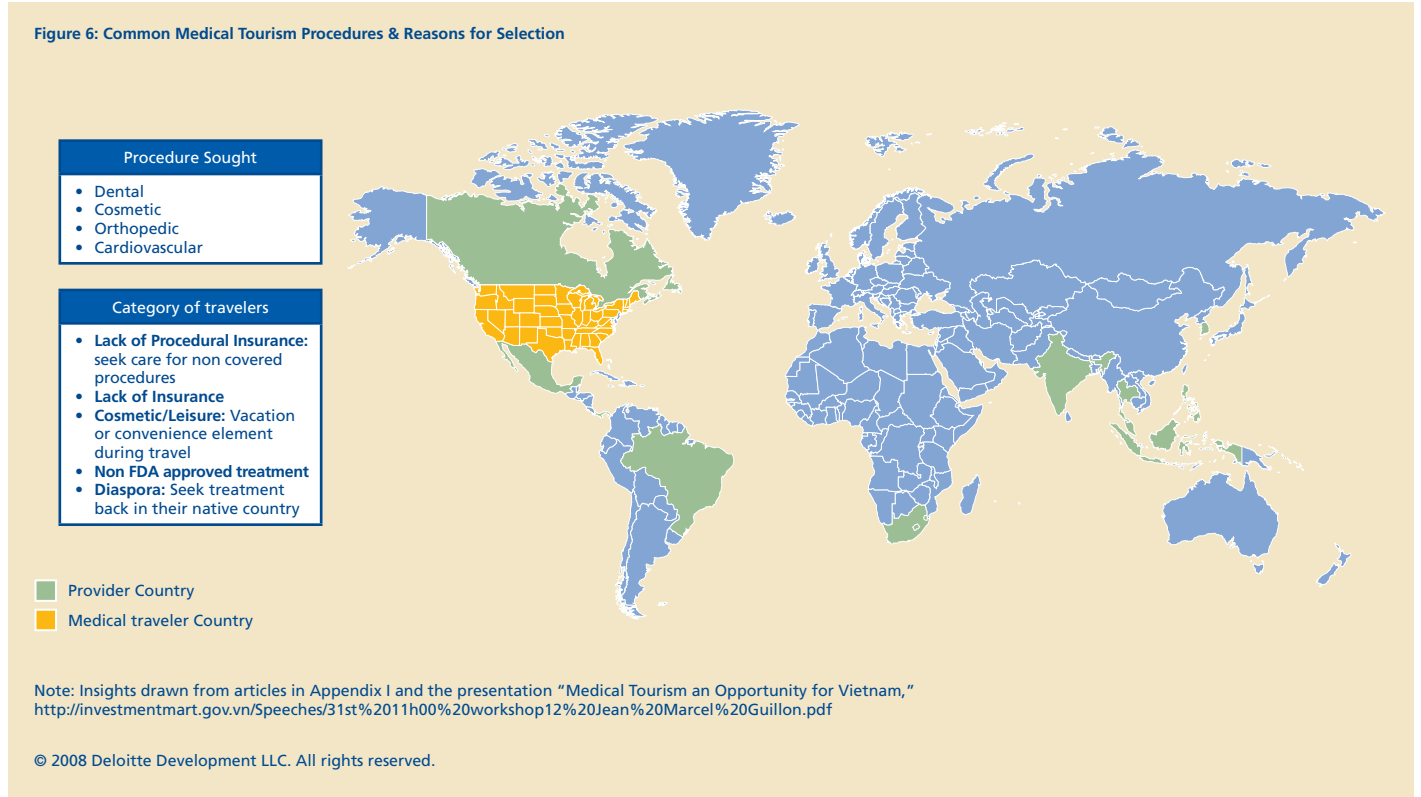 Figure 6: Common Medical Tourism Procedures & Reasons for Selection
Procedure Sought
• Dental
• Cosmetic
• Orthopedic
• Cardiovascular
Category of travelers
• Lack of Procedural Insurance:
seek care for non covered
procedures
• Lack of Insurance
• Cosmetic/Leisure: Vacation
or convenience element
during travel
• Non FDA approved treatment
• Diaspora: Seek treatment
back in their native country
Provider Country
Medical traveler Country
Note: Insights drawn from articles in Appendix I and the presentation “Medical Tourism an Opportunity for Vietnam,”
http://investmentmart.gov.vn/Speeches/31st%2011h00%20workshop12%20Jean%20Marcel%20Guillon.pdf
© 2008 Deloitte Development LLC. All rights reserved.